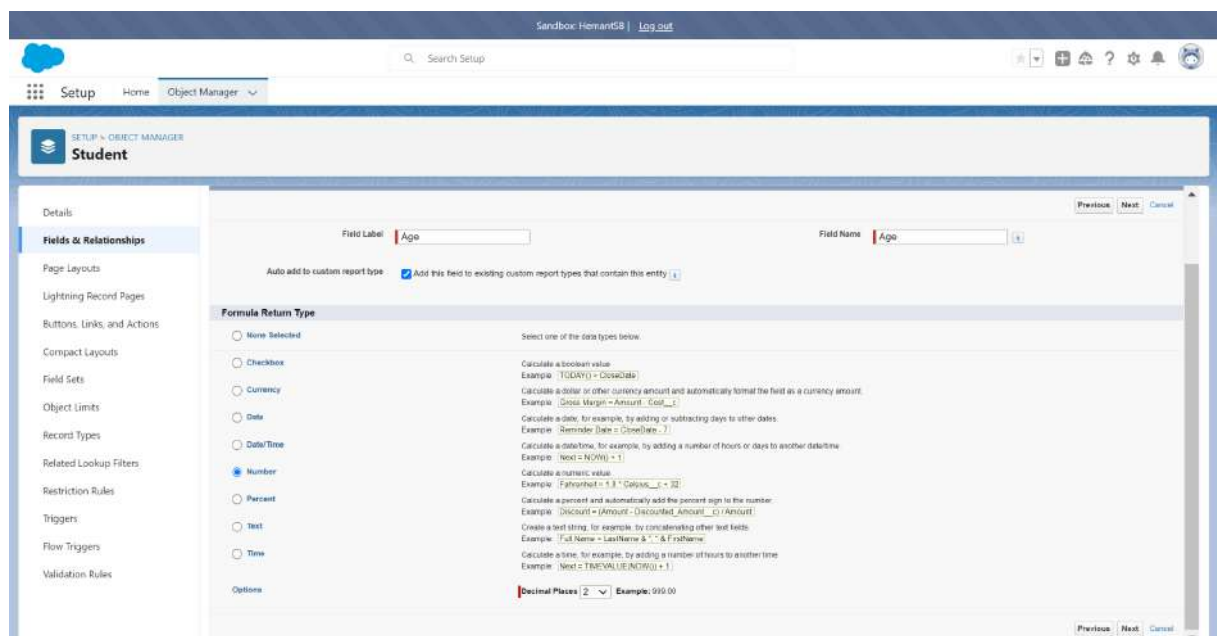 Sandbox: HemantSB | Log out
Search Setup
Setup Home Object Manager
SETUP > OBJECT MANAGER
Student
Previous Next Cancel
Details
Fields & Relationships
Page Layouts
Lightning Record Pages
Buttons, Links, and Actions
Compact Layouts
Field Sets
Object Limits
Record Types
Related Lookup Filters
Restriction Rules
Triggers
Flow Triggers
Validation Rules
Field Label Age Field Name Age
Auto add to custom report type Add this field to existing custom report types that contain this entity
Formula Return Type
None Selected Select one of the data types below.
Checkbox Calculate a boolean value
Example: TODAY() > CloseDate
Currency Calculate a dollar or other currency amount and automatically format the field as a currency amount.
Example: Gross Margin = Amount - Cost__c
Date Calculate a date, for example, by adding or subtracting days to other dates.
Example: Reminder Date = CloseDate - 7
Date/Time Calculate a date/time, for example, by adding a number of hours or days to another date/time.
Example: Next = NOW() + 1
Number Calculate a numeric value.
Example: Fahrenheit = 1.8 * Celsius__c + 32
Percent Calculate a percent and automatically add the percent sign to the number.
Example: Discount = (Amount - Discounted_Amount__c) / Amount
Text Create a text string, for example, by concatenating other text fields.
Example: Full Name = LastName & ", " & FirstName
Time Calculate a time, for example, by adding a number of hours to another time.
Example: Next = TIMEVALUE(NOW()) + 1
Options Decimal Places 2 Example: 999.00
Previous Next Cancel